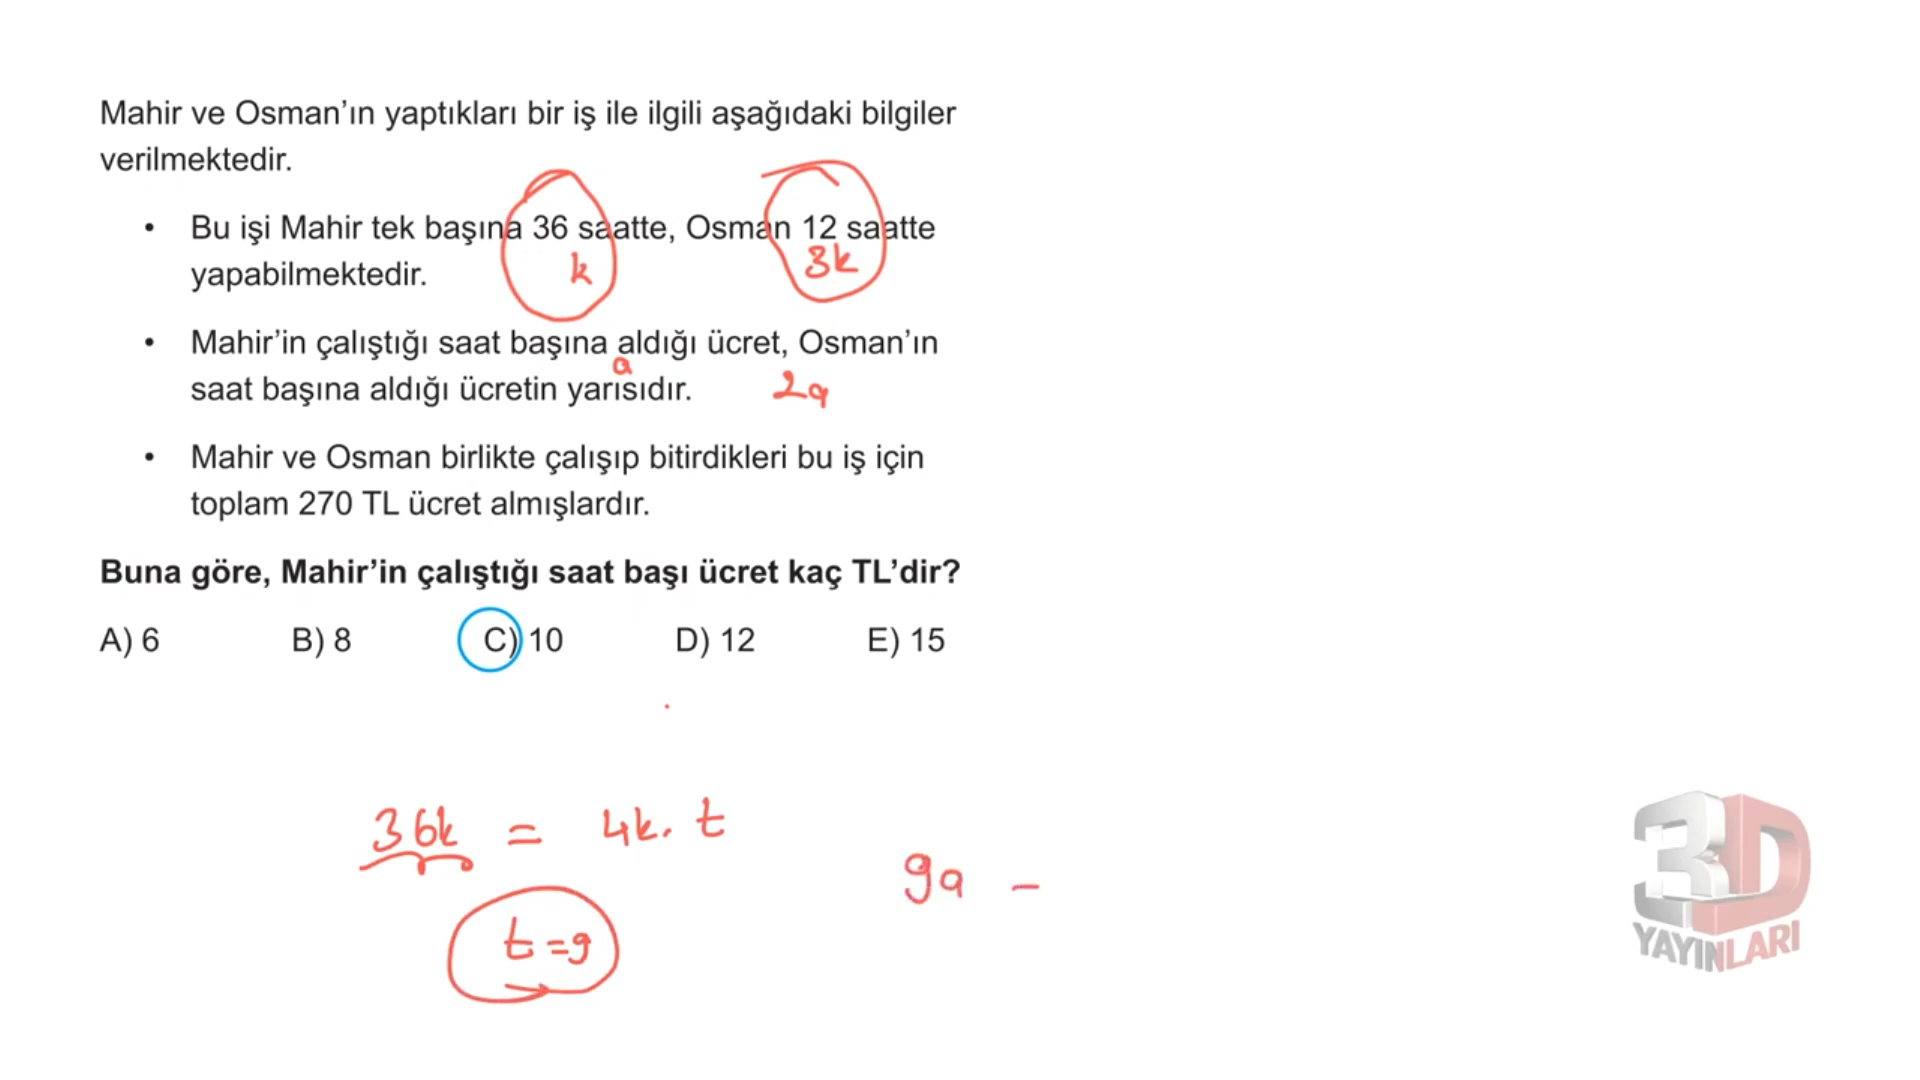 Mahir ve Osman’ın yaptıkları bir iş ile ilgili aşağıdaki bilgiler
verilmektedir.
• Bu işi Mahir tek başına 36 saatte, Osman 12 saatte
k 3k
yapabilmektedir.
• Mahir’in çalıştığı saat başına aldığı ücret, Osman’ın
a
saat başına aldığı ücretin yarısıdır. 2a
• Mahir ve Osman birlikte çalışıp bitirdikleri bu iş için
toplam 270 TL ücret almışlardır.
Buna göre, Mahir’in çalıştığı saat başı ücret kaç TL’dir?
A) 6 B) 8 C) 10 D) 12 E) 15
36k = 4k. t
9a –
t = 9
3D
YAYINLARI